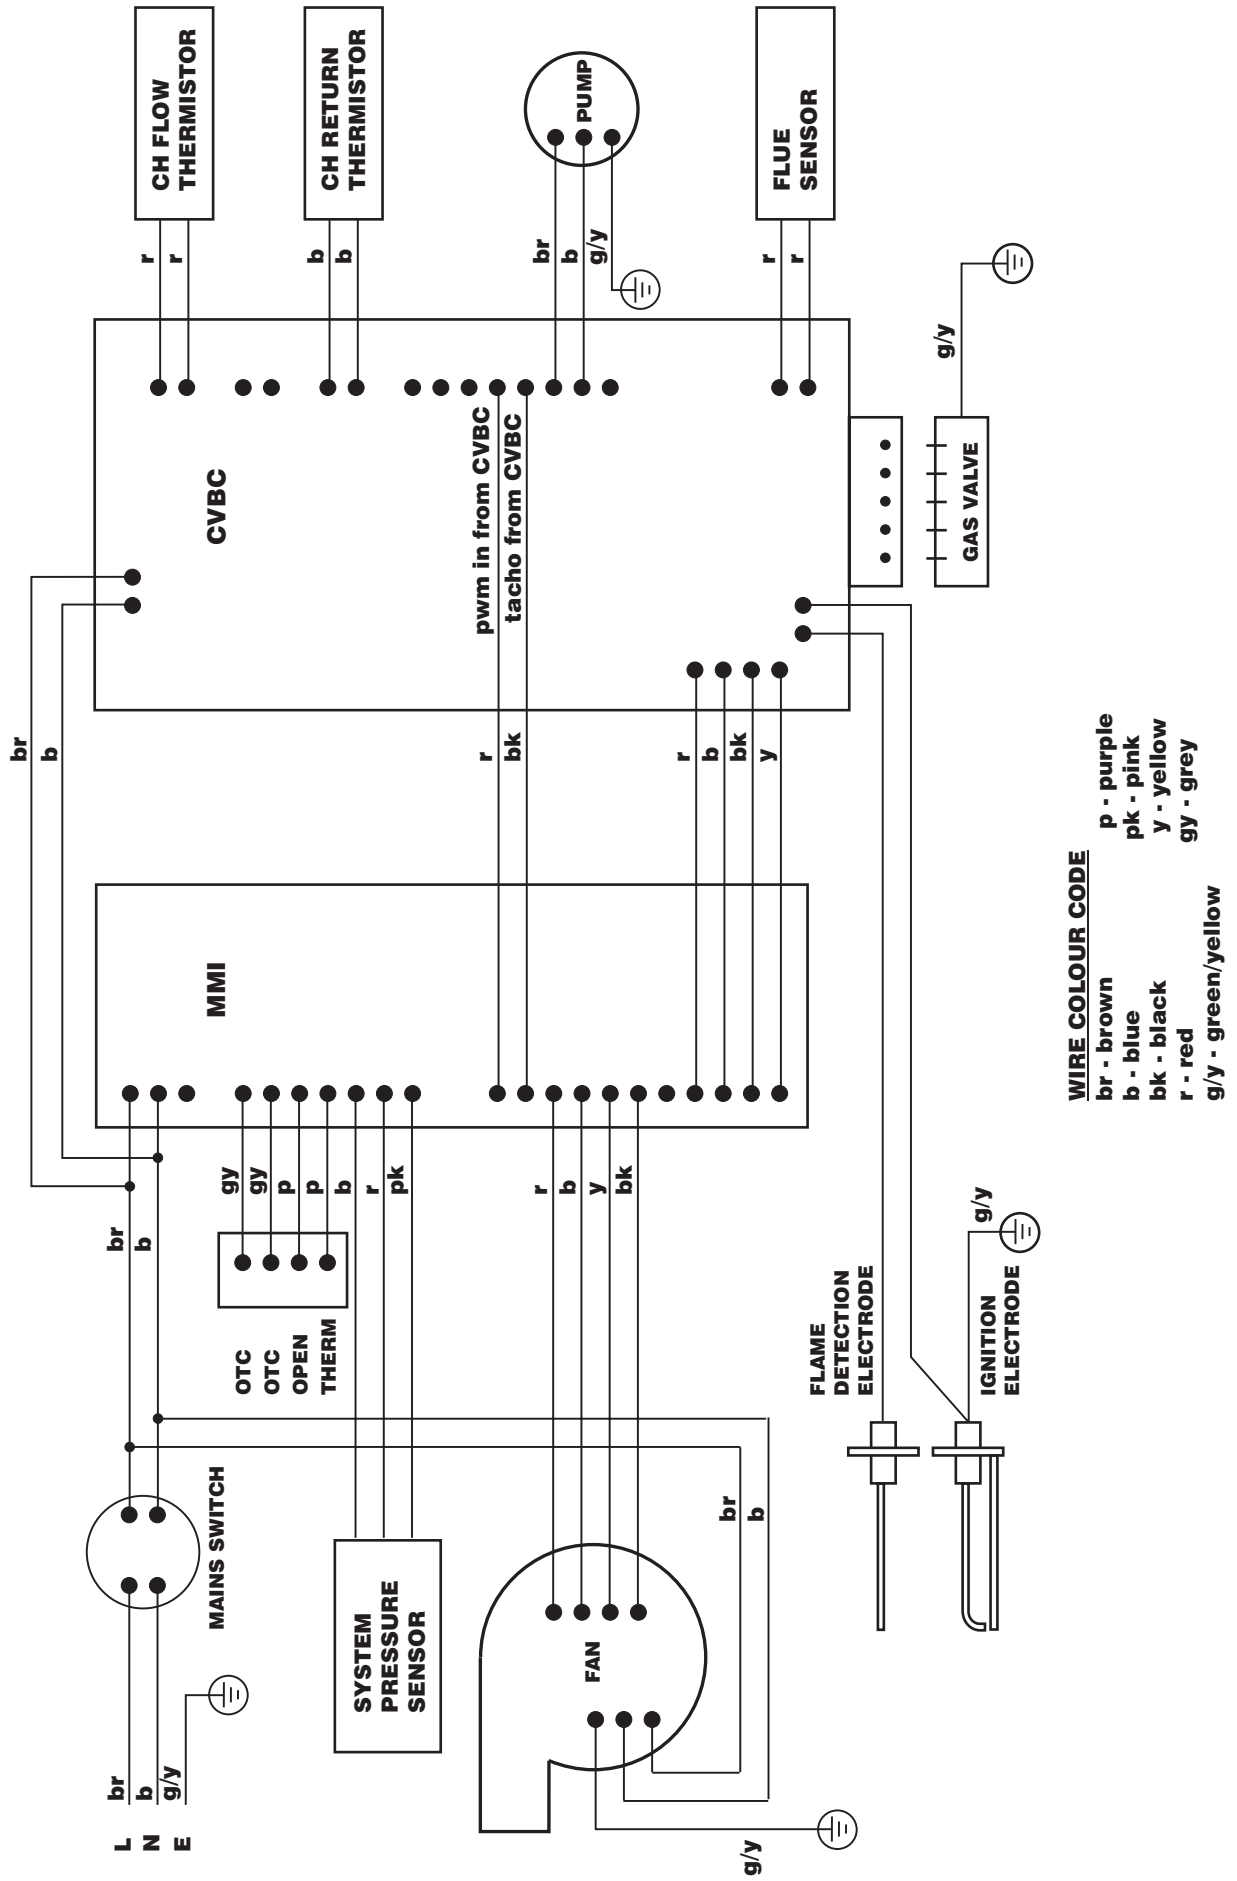 L
N
E
br
b
g/y
MAINS SWITCH
br
b
br
b
SYSTEM
PRESSURE
SENSOR
OTC
OTC
OPEN
THERM
gy
gy
p
p
b
r
pk
MMI
CVBC
r
r
CH FLOW
THERMISTOR
b
b
CH RETURN
THERMISTOR
pwm in from CVBC
tacho from CVBC
r
bk
br
b
g/y
PUMP
FAN
r
b
y
bk
r
b
bk
y
r
r
FLUE
SENSOR
br
b
g/y
FLAME
DETECTION
ELECTRODE
IGNITION
ELECTRODE
g/y
GAS VALVE
g/y
WIRE COLOUR CODE
br - brown
b - blue
bk - black
r - red
g/y - green/yellow
p - purple
pk - pink
y - yellow
gy - grey